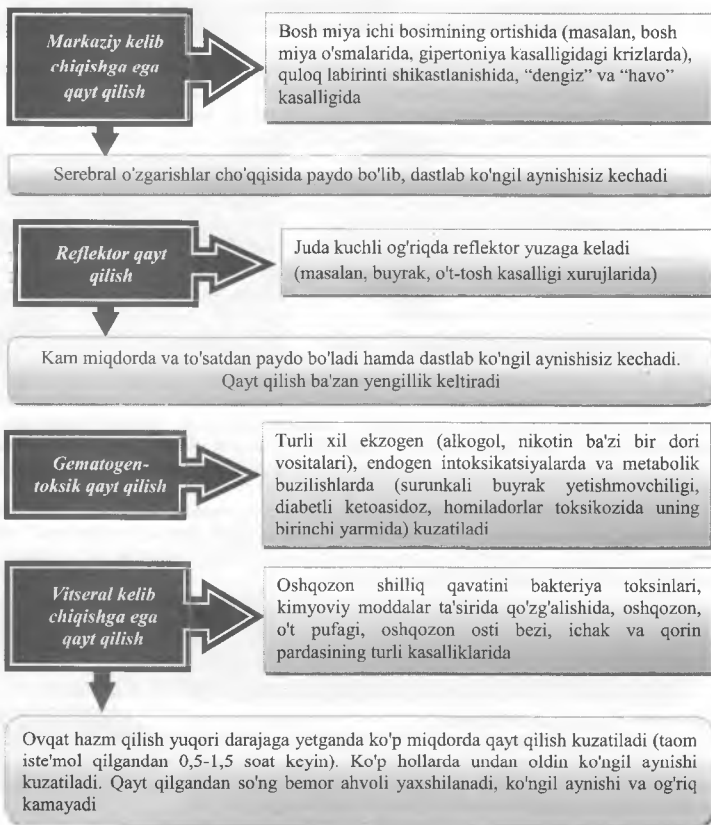 Markaziy kelib
chiqishga ega
qayt qilish
Bosh miya ichi bosimining ortishida (masalan, bosh
miya o'smalarida, gipertoniya kasalligidagi krizlarda),
quloq labirinti shikastlanishida, “dengiz” va “havo”
kasalligida
Serebral o'zgarishlar cho'qqisida paydo bo'lib, dastlab ko'ngil aynishisiz kechadi
Reflektor qayt
qilish
Juda kuchli og'riqda reflektor yuzaga keladi
(masalan, buyrak, o't-tosh kasalligi xurujlarida)
Kam miqdorda va to'satdan paydo bo'ladi hamda dastlab ko'ngil aynishisiz kechadi.
Qayt qilish ba'zan yengillik keltiradi
Gematogen-
toksik qayt qilish
Turli xil ekzogen (alkogol, nikotin ba'zi bir dori
vositalari), endogen intoksikatsiyalarda va metabolik
buzilishlarda (surunkali buyrak yetishmovchiligi,
diabetli ketoasidoz, homiladorlar toksikozida uning
birinchi yarmida) kuzatiladi
Vitseral kelib
chiqishga ega
qayt qilish
Oshqozon shilliq qavatini bakteriya toksinlari,
kimyoviy moddalar ta'sirida qo'zg'alishida, oshqozon,
o't pufagi, oshqozon osti bezi, ichak va qorin
pardasining turli kasalliklarida
Ovqat hazm qilish yuqori darajaga yetganda ko'p miqdorda qayt qilish kuzatiladi (taom
iste'mol qilgandan 0,5-1,5 soat keyin). Ko'p hollarda undan oldin ko'ngil aynishi
kuzatiladi. Qayt qilgandan so'ng bemor ahvoli yaxshilanadi, ko'ngil aynishi va og'riq
kamayadi